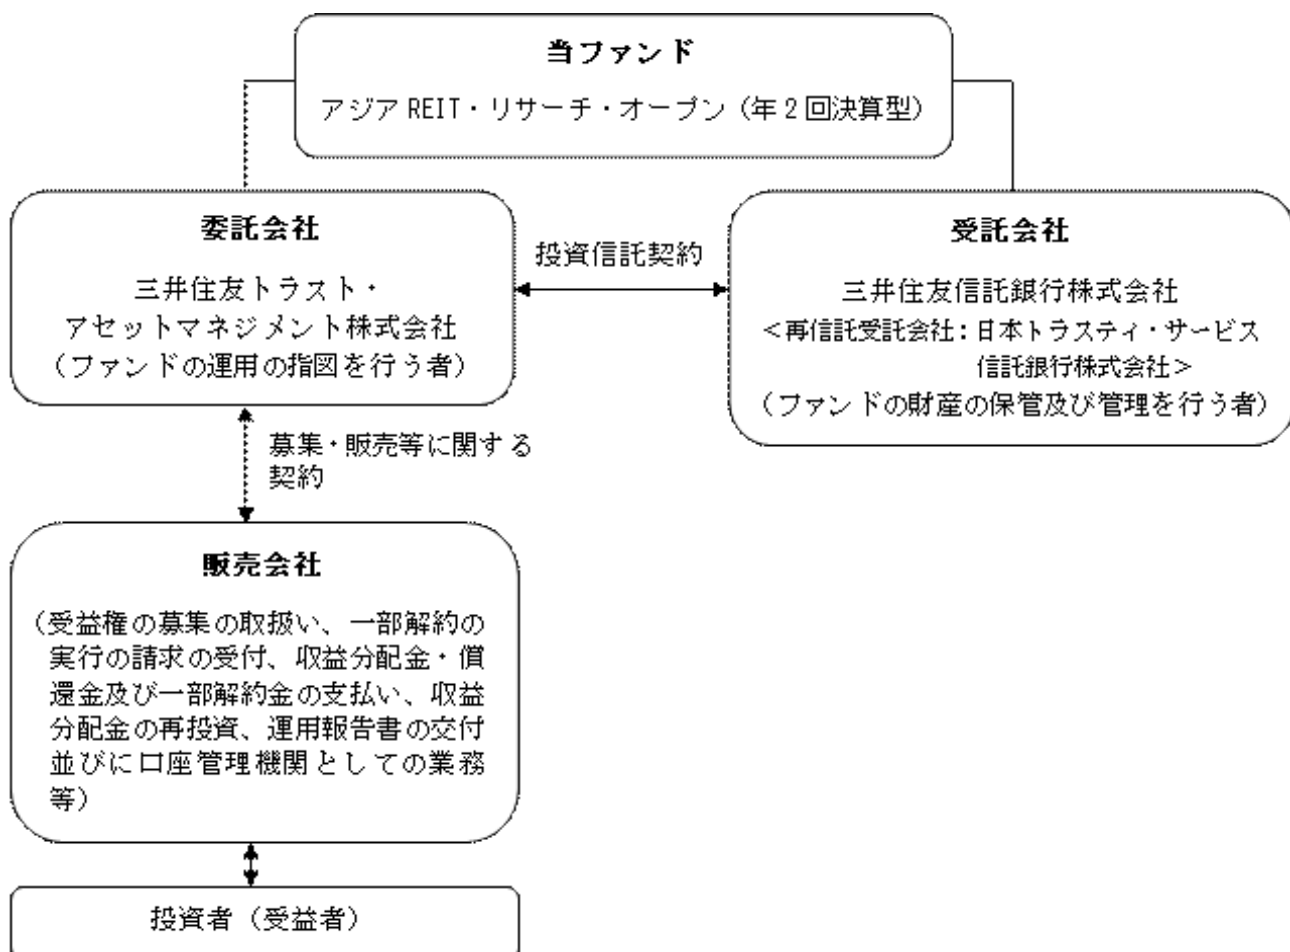 当ファンド
アジア REIT・リサーチ・オープン（年２回決算型）
委託会社
三井住友トラスト・
アセットマネジメント株式会社
（ファンドの運用の指図を行う者）
投資信託契約
受託会社
三井住友信託銀行株式会社
＜再信託受託会社：日本トラスティ・サービス
信託銀行株式会社＞
（ファンドの財産の保管及び管理を行う者）
募集・販売等に関する
契約
販売会社
（受益権の募集の取扱い、一部解約の
実行の請求の受付、収益分配金・償
還金及び一部解約金の支払い、収益
分配金の再投資、運用報告書の交付
並びに口座管理機関としての業務
等）
投資者（受益者）